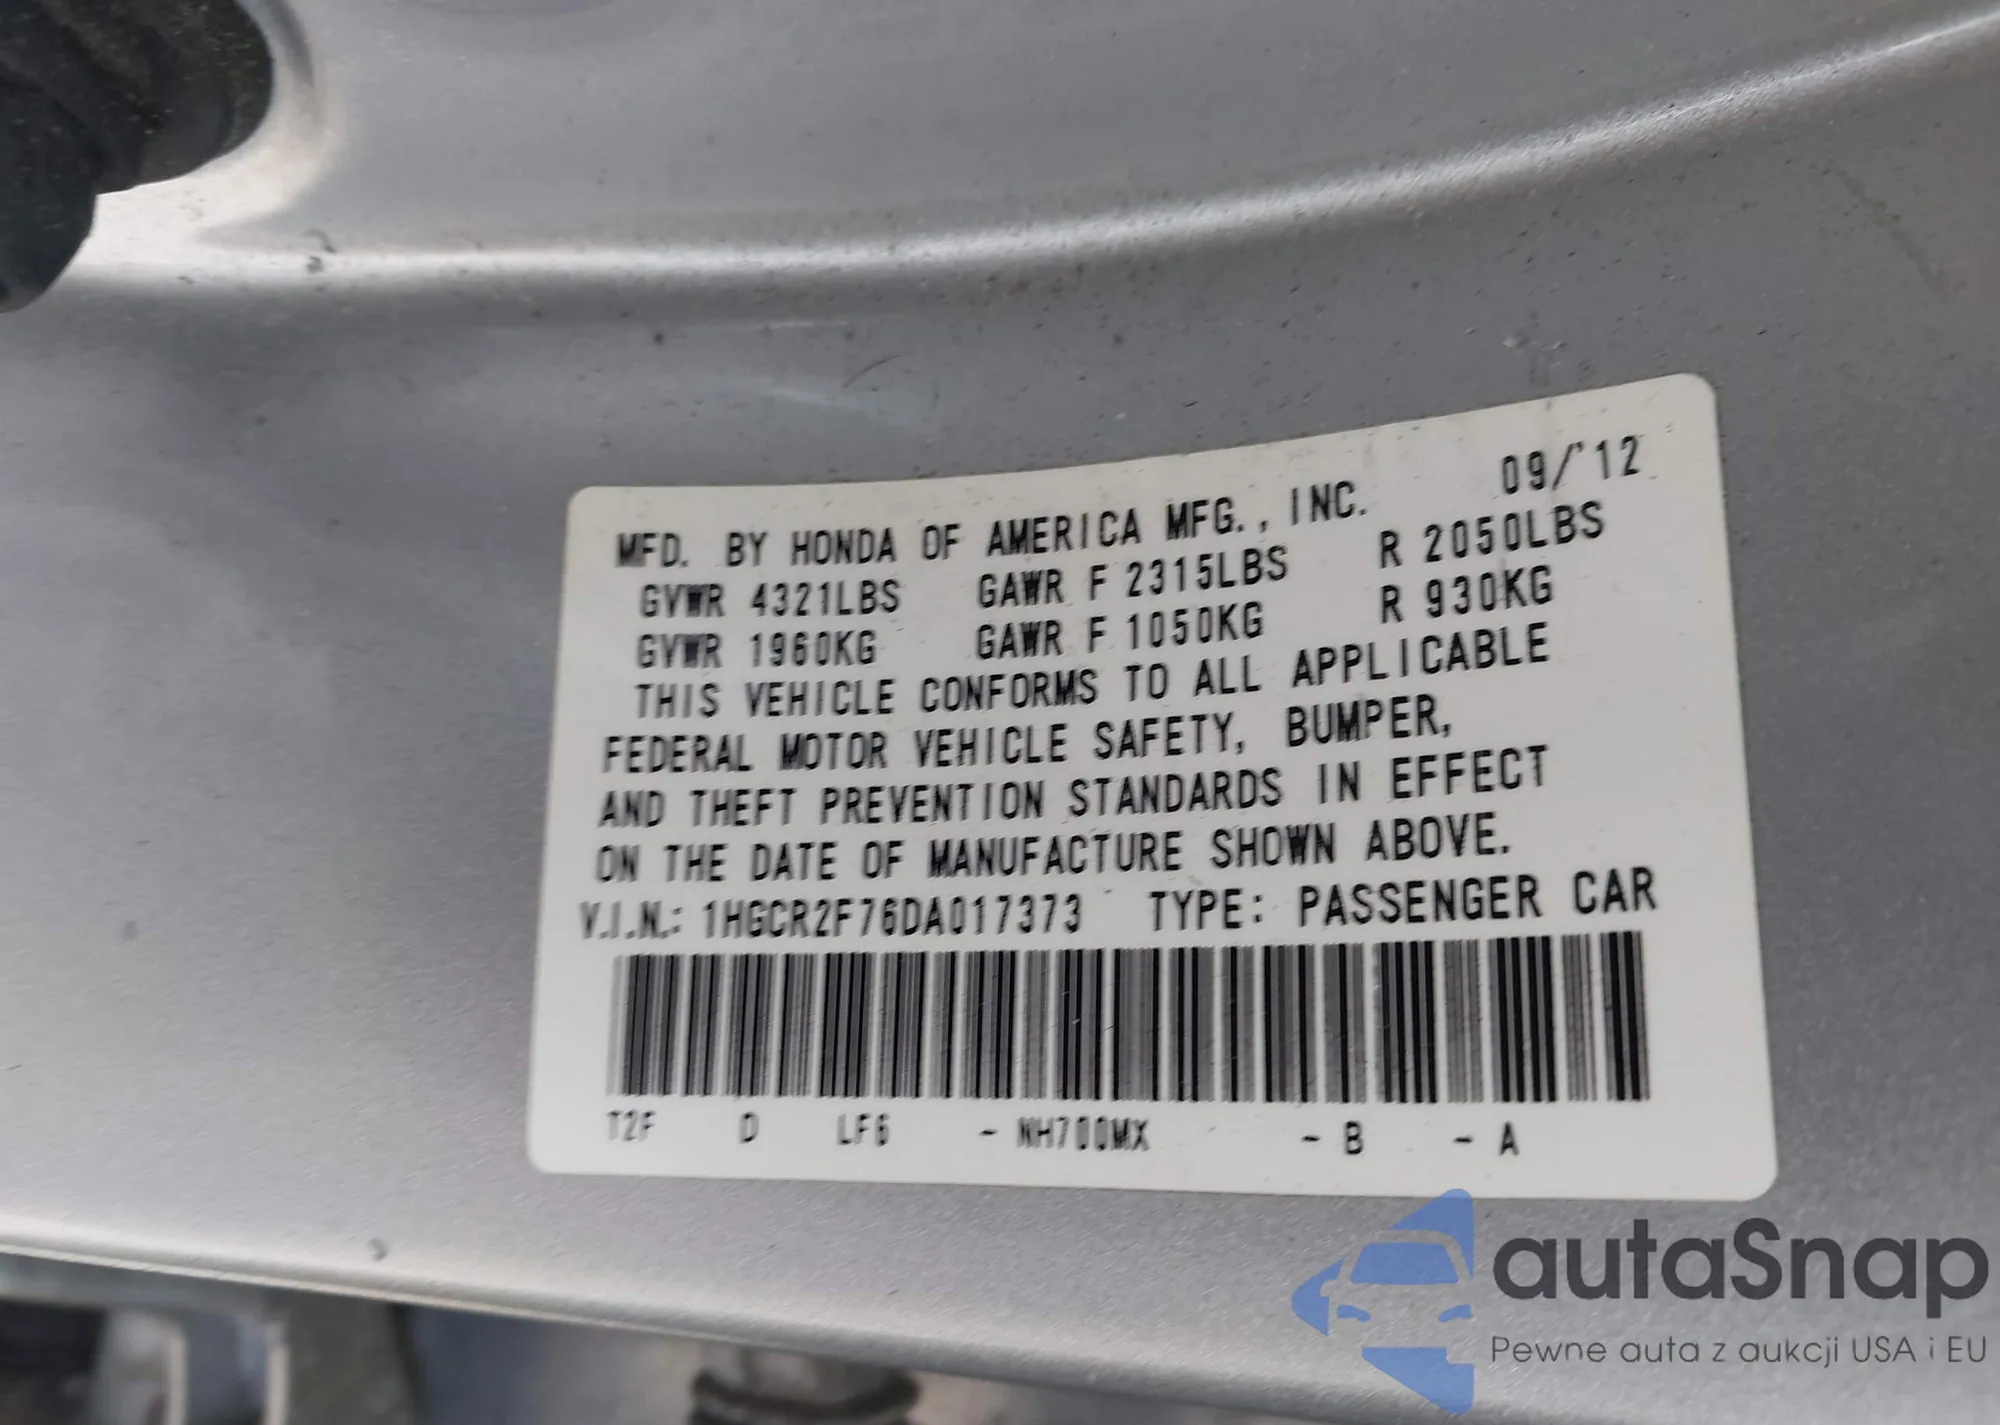 09/'12
MFD. BY HONDA OF AMERICA MFG., INC.
GVWR 4321LBS GAWR F 2315LBS R 2050LBS
GVWR 1960KG GAWR F 1050KG R 930KG
THIS VEHICLE CONFORMS TO ALL APPLICABLE
FEDERAL MOTOR VEHICLE SAFETY, BUMPER,
AND THEFT PREVENTION STANDARDS IN EFFECT
ON THE DATE OF MANUFACTURE SHOWN ABOVE.
V.I.N.: 1HGCR2F76DA017373 TYPE: PASSENGER CAR
T2F D LF6 - NH700MX - B - A
autaSnap
Pewne auta z aukcji USA i EU